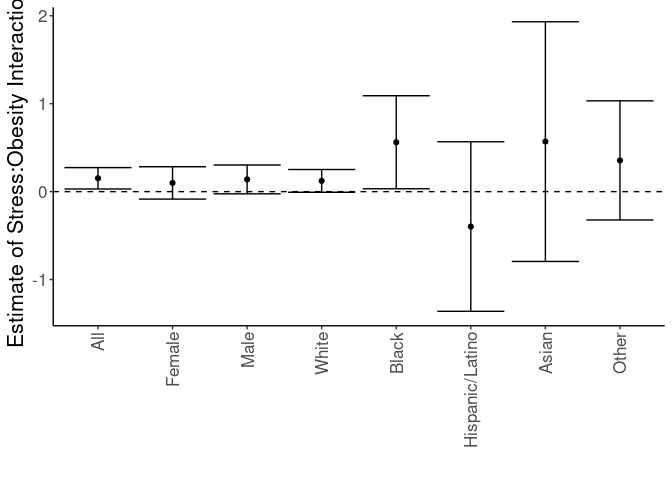 Estimate of Stress:Obesity Interactio
2
1
0
-1
All
Female
Male
White
Black
Hispanic/Latino
Asian
Other